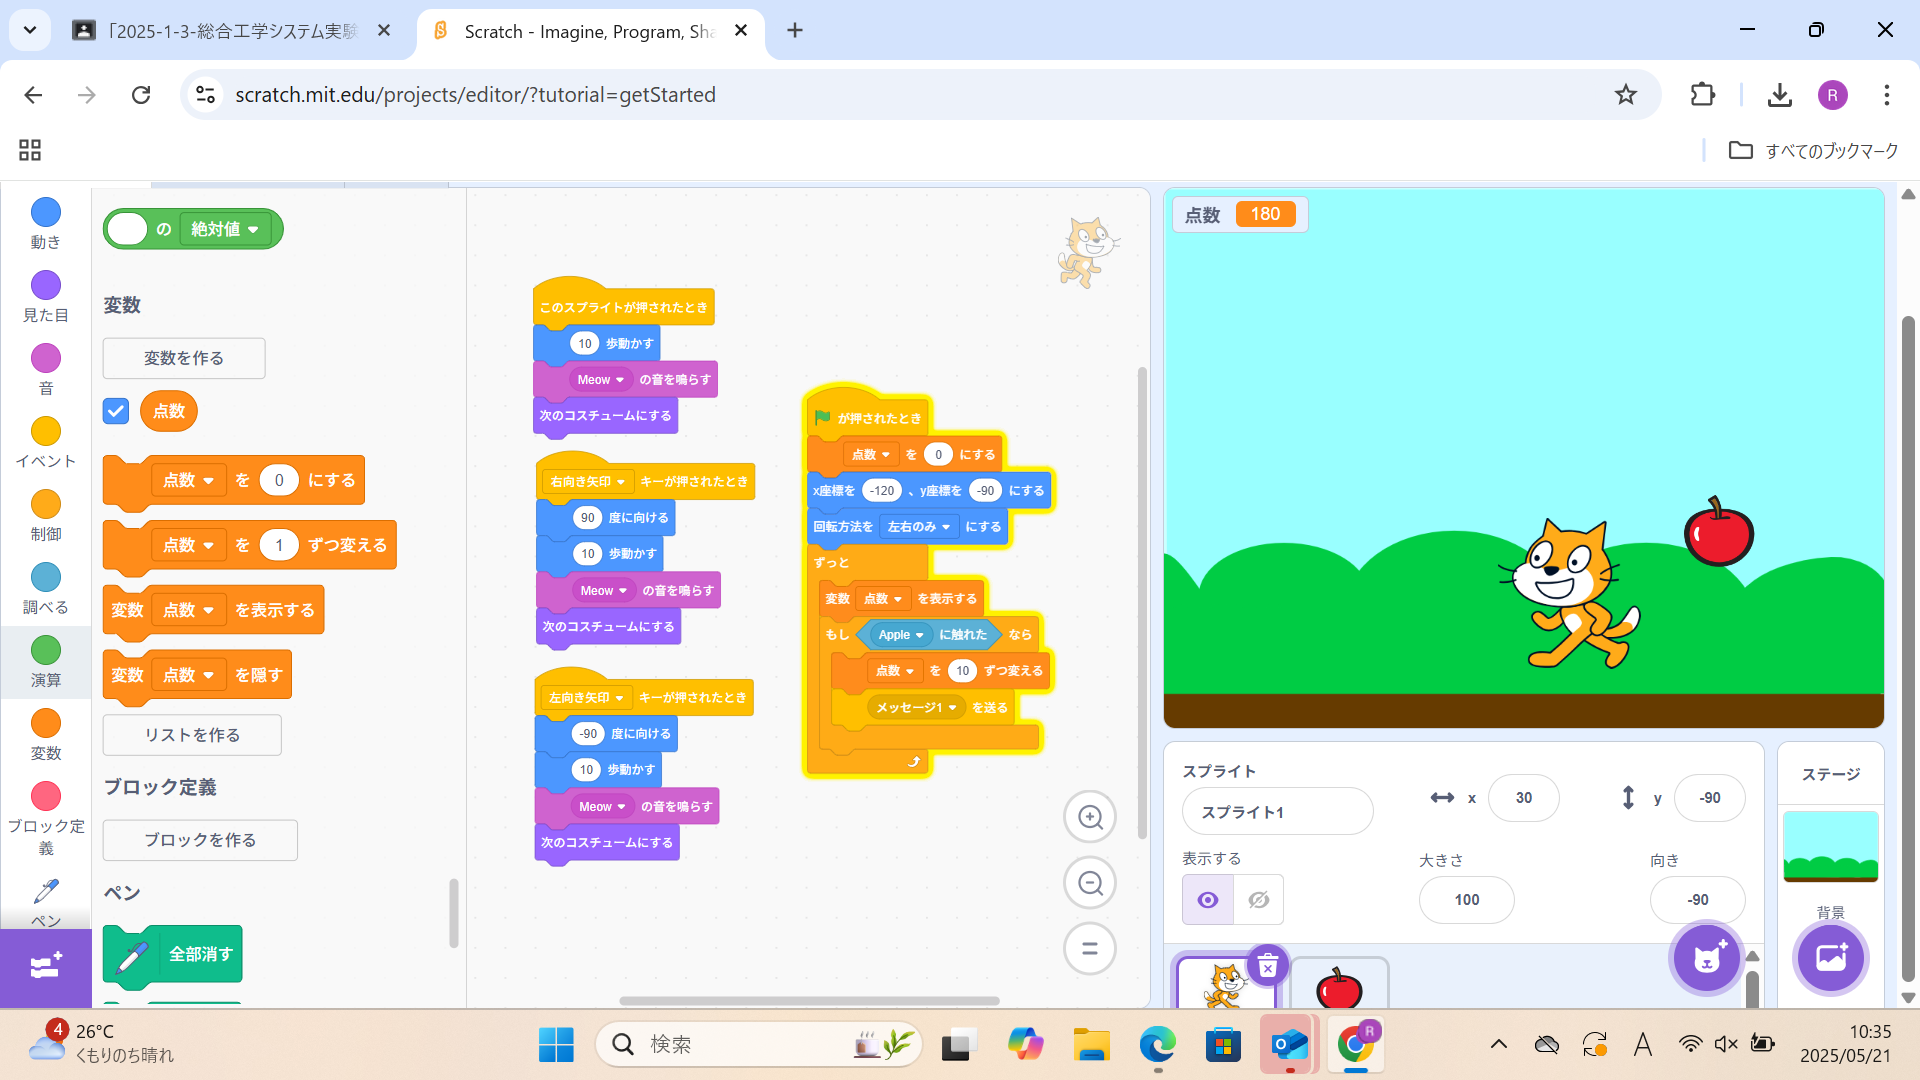 「2025-1-3-総合工学システム実験
Scratch - Imagine, Program, Sha
scratch.mit.edu/projects/editor/?tutorial=getStarted
R
すべてのブックマーク
動き
見た目
音
イベント
制御
調べる
演算
変数
ブロック定
義
ペン
の 絶対値
変数
変数を作る
点数
点数 を 0 にする
点数 を 1 ずつ変える
変数 点数 を表示する
変数 点数 を隠す
リストを作る
ブロック定義
ブロックを作る
ペン
全部消す
このスプライトが押されたとき
10 歩動かす
Meow の音を鳴らす
次のコスチュームにする
右向き矢印 キーが押されたとき
90 度に向ける
10 歩動かす
Meow の音を鳴らす
次のコスチュームにする
左向き矢印 キーが押されたとき
-90 度に向ける
10 歩動かす
Meow の音を鳴らす
次のコスチュームにする
が押されたとき
点数 を 0 にする
x座標を -120 、y座標を -90 にする
回転方法を 左右のみ にする
ずっと
変数 点数 を表示する
もし Apple に触れた なら
点数 を 10 ずつ変える
メッセージ1 を送る
点数 180
スプライト
スプライト1
x 30
y -90
表示する
大きさ
100
向き
-90
ステージ
背景
4
26°C
くもりのち晴れ
検索
R
A
10:35
2025/05/21